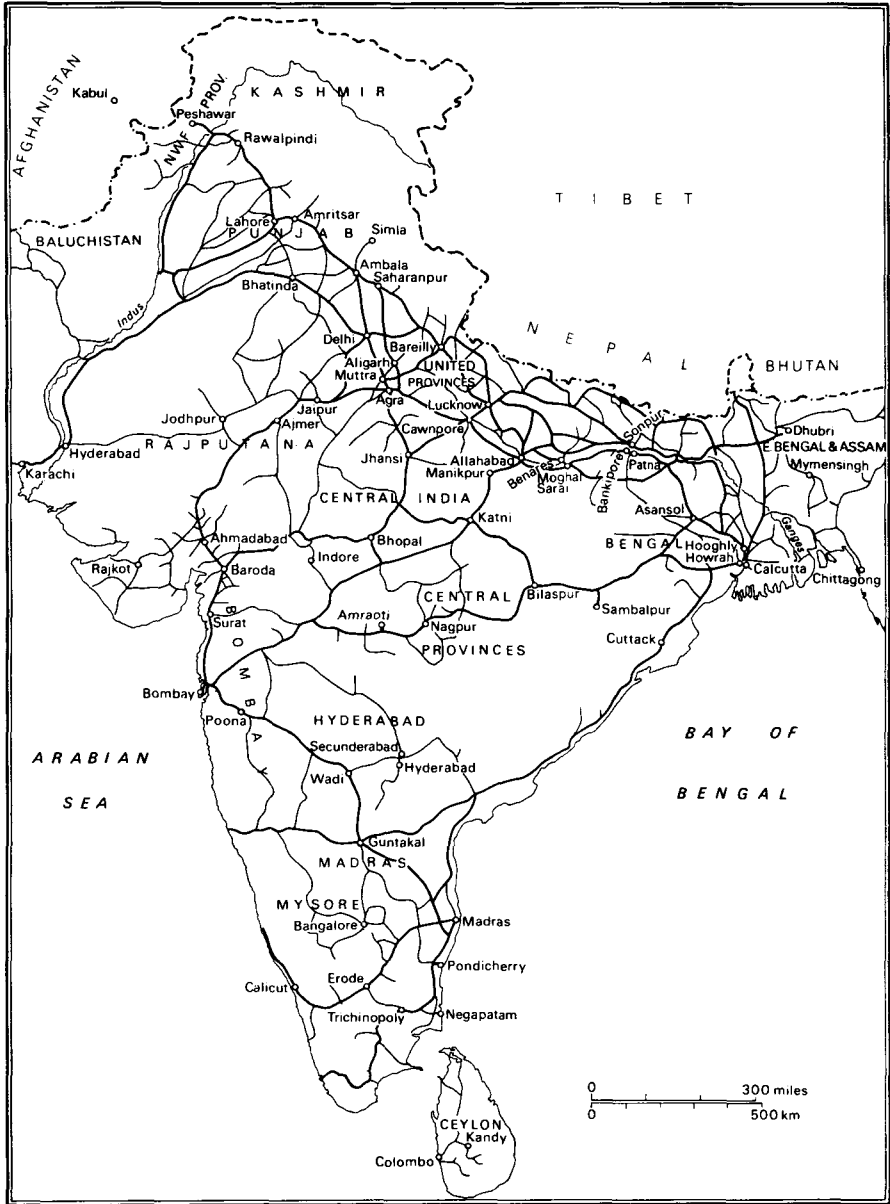 AFGHANISTAN
Kabul
NWF PROV.
KASHMIR
Peshawar
Rawalpindi
TIBET
Lahore
Amritsar
PUNJAB
Simla
BALUCHISTAN
Ambala
Saharanpur
Bhatinda
Indus
NEPAL
Delhi
Bareilly
BHUTAN
Aligarh
UNITED
Muttra
PROVINCES
Agra
Lucknow
Jaipur
Jodhpur
Ajmer
Cawnpore
Sonpur
Dhubri
RAJPUTANA
Hyderabad
E. BENGAL & ASSAM
Karachi
Jhansi
Allahabad
Benares
Bankipore
Patna
Mymensingh
Manikpur
Moghal
Sarai
CENTRAL INDIA
Asansol
Katni
Ganges
Ahmadabad
Bhopal
BENGAL
Hooghly
Howrah
Indore
Rajkot
Baroda
Calcutta
Chittagong
Bilaspur
CENTRAL
Amraoti
Sambalpur
Surat
Nagpur
Cuttack
PROVINCES
BOMBAY
Bombay
Poona
HYDERABAD
BAY OF
Secunderabad
ARABIAN
Hyderabad
Wadi
BENGAL
SEA
Guntakal
MADRAS
MYSORE
Bangalore
Madras
Pondicherry
Calicut
Erode
Trichinopoly
Negapatam
0 300 miles
0 500 km
CEYLON
Kandy
Colombo